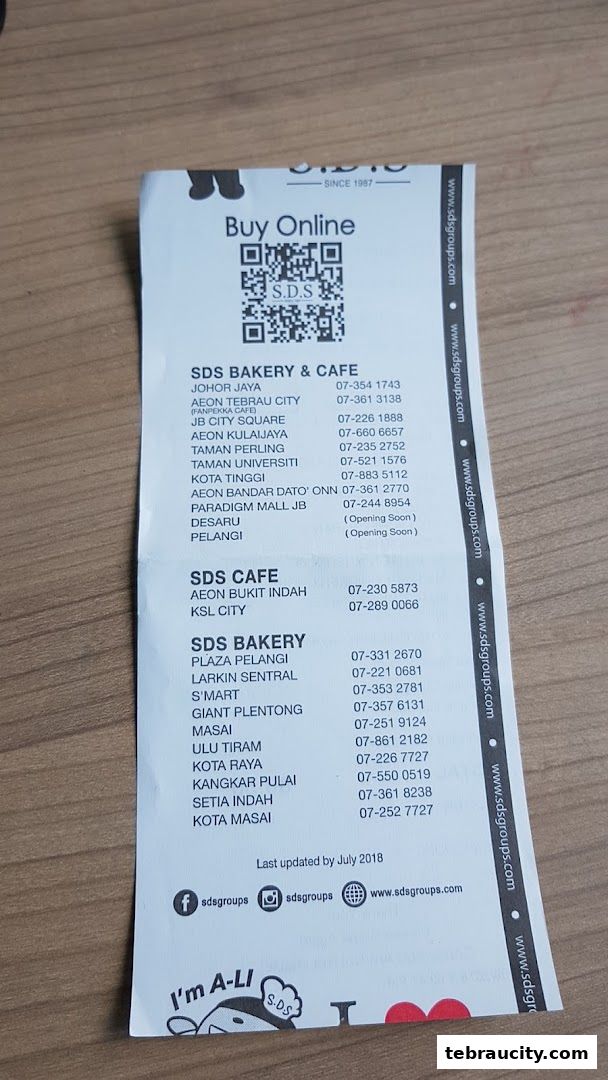 S.D.S
SINCE 1987
Buy Online
S.D.S
SDS BAKERY & CAFE
JOHOR JAYA 07-354 1743
AEON TEBRAU CITY 07-361 3138
(FANPEKKA CAFE)
JB CITY SQUARE 07-226 1888
AEON KULAIJAYA 07-660 6657
TAMAN PERLING 07-235 2752
TAMAN UNIVERSITI 07-521 1576
KOTA TINGGI 07-883 5112
AEON BANDAR DATO' ONN 07-361 2770
PARADIGM MALL JB 07-244 8954
DESARU (Opening Soon)
PELANGI (Opening Soon)
SDS CAFE
AEON BUKIT INDAH 07-230 5873
KSL CITY 07-289 0066
SDS BAKERY
PLAZA PELANGI 07-331 2670
LARKIN SENTRAL 07-221 0681
S'MART 07-353 2781
GIANT PLENTONG 07-357 6131
MASAI 07-251 9124
ULU TIRAM 07-861 2182
KOTA RAYA 07-226 7727
KANGKAR PULAI 07-550 0519
SETIA INDAH 07-361 8238
KOTA MASAI 07-252 7727
Last updated by July 2018
f sdsgroups sdsgroups www.sdsgroups.com
I'm A-LI
S.D.S
I
www.sdsgroups.com • www.sdsgroups.com • www.sdsgroups.com • www.sdsgroups.com • www.sdsgroups.com • www.sdsgro
tebraucity.com